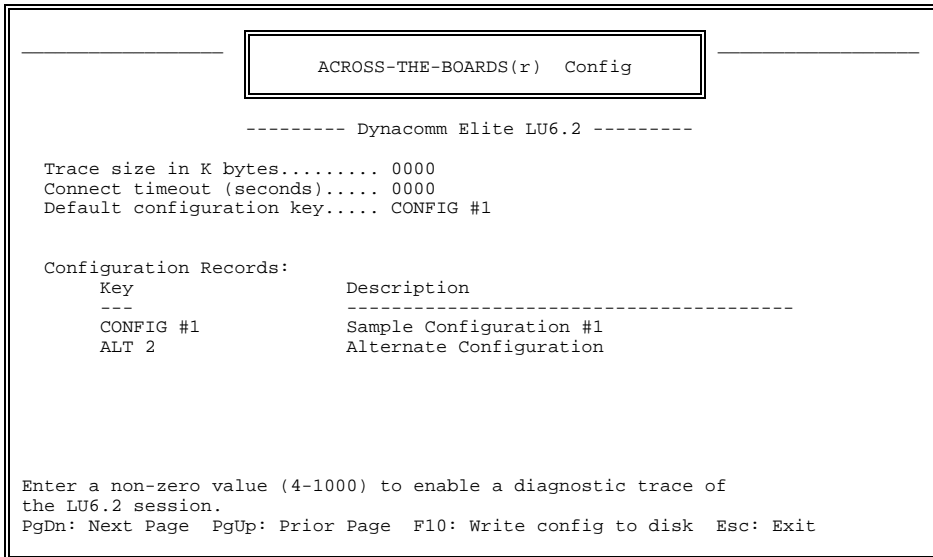 ACROSS-THE-BOARDS(r) Config
--------- Dynacomm Elite LU6.2 ---------
Trace size in K bytes......... 0000
Connect timeout (seconds)..... 0000
Default configuration key..... CONFIG #1
Configuration Records:
Key Description
--- ----------------------------------------
CONFIG #1 Sample Configuration #1
ALT 2 Alternate Configuration
Enter a non-zero value (4-1000) to enable a diagnostic trace of
the LU6.2 session.
PgDn: Next Page PgUp: Prior Page F10: Write config to disk Esc: Exit